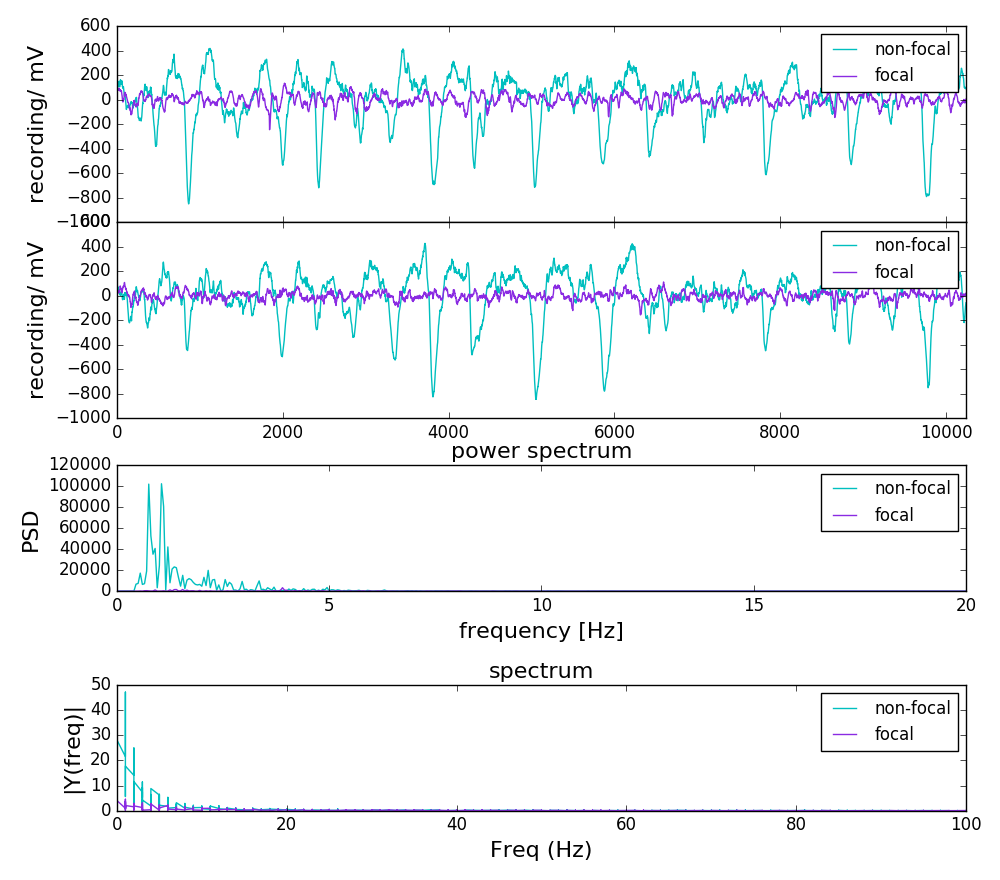 600
400
200
0
−200
−400
−600
−800
−1000
recording/ mV
non-focal
focal
600
400
200
0
−200
−400
−600
−800
−1000
recording/ mV
non-focal
focal
0 2000 4000 6000 8000 10000
power spectrum
120000
100000
80000
60000
40000
20000
0
PSD
non-focal
focal
0 5 10 15 20
frequency [Hz]
spectrum
50
40
30
20
10
0
|Y(freq)|
non-focal
focal
0 20 40 60 80 100
Freq (Hz)